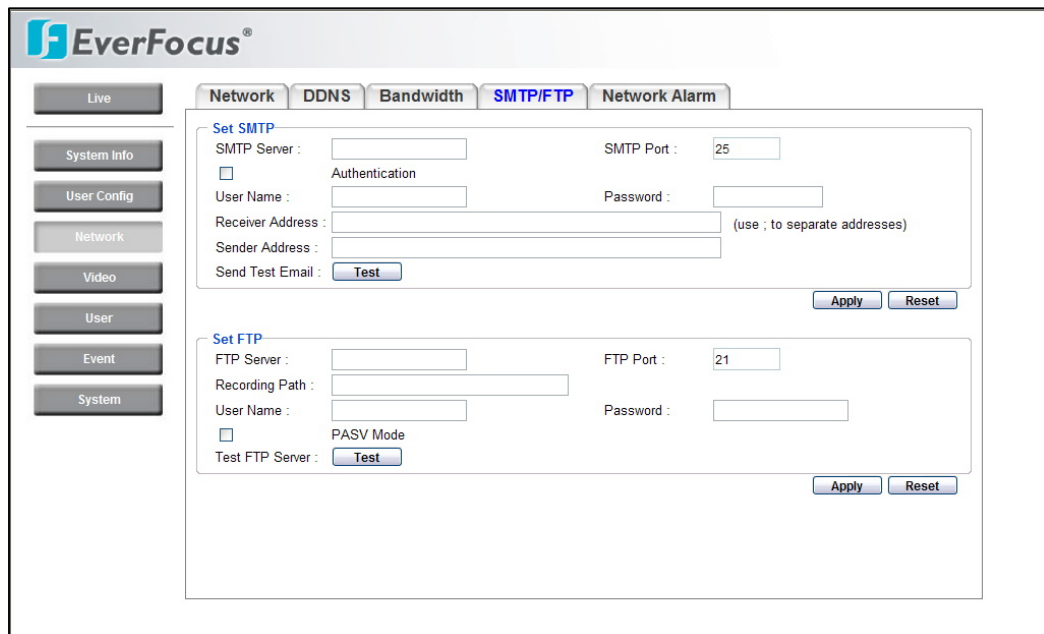 EverFocus®
Live
System Info
User Config
Network
Video
User
Event
System
Network DDNS Bandwidth SMTP/FTP Network Alarm
Set SMTP
SMTP Server : SMTP Port : 25
Authentication
User Name : Password :
Receiver Address : (use ; to separate addresses)
Sender Address :
Send Test Email : Test
Apply Reset
Set FTP
FTP Server : FTP Port : 21
Recording Path :
User Name : Password :
PASV Mode
Test FTP Server : Test
Apply Reset